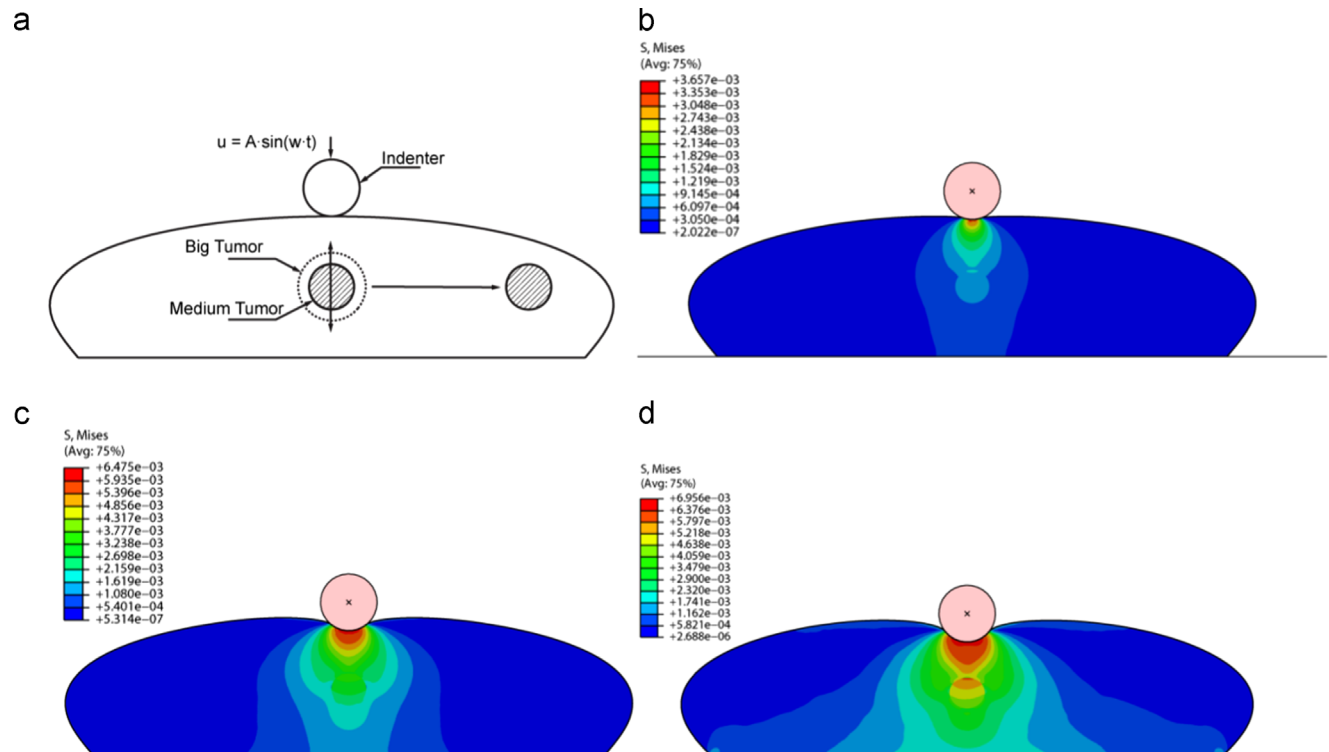 a
u = A·sin(w·t)
Indenter
Big Tumor
Medium Tumor
b
S, Mises
(Avg: 75%)
+3.657e−03
+3.353e−03
+3.048e−03
+2.743e−03
+2.438e−03
+2.134e−03
+1.829e−03
+1.524e−03
+1.219e−03
+9.145e−04
+6.097e−04
+3.050e−04
+2.022e−07
c
S, Mises
(Avg: 75%)
+6.475e−03
+5.935e−03
+5.396e−03
+4.856e−03
+4.317e−03
+3.777e−03
+3.238e−03
+2.698e−03
+2.159e−03
+1.619e−03
+1.080e−03
+5.401e−04
+5.314e−07
d
S, Mises
(Avg: 75%)
+6.956e−03
+6.376e−03
+5.797e−03
+5.218e−03
+4.638e−03
+4.059e−03
+3.479e−03
+2.900e−03
+2.320e−03
+1.741e−03
+1.162e−03
+5.821e−04
+2.688e−06